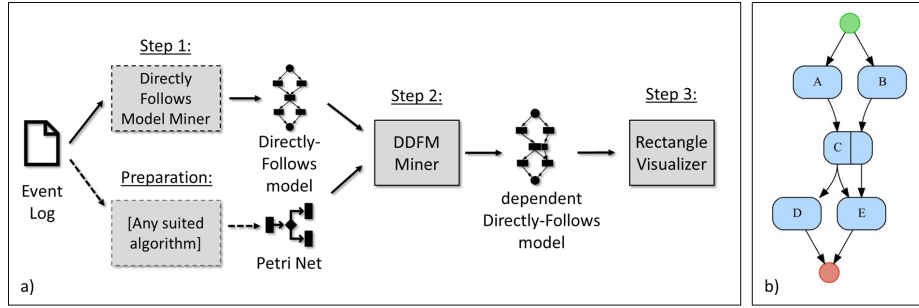 Step 1:
Directly
Follows
Model Miner
Event
Log
Preparation:
[Any suited
algorithm]
Directly-
Follows
model
Petri Net
Step 2:
DDFM
Miner
dependent
Directly-Follows
model
Step 3:
Rectangle
Visualizer
a)
A
B
C
D
E
b)